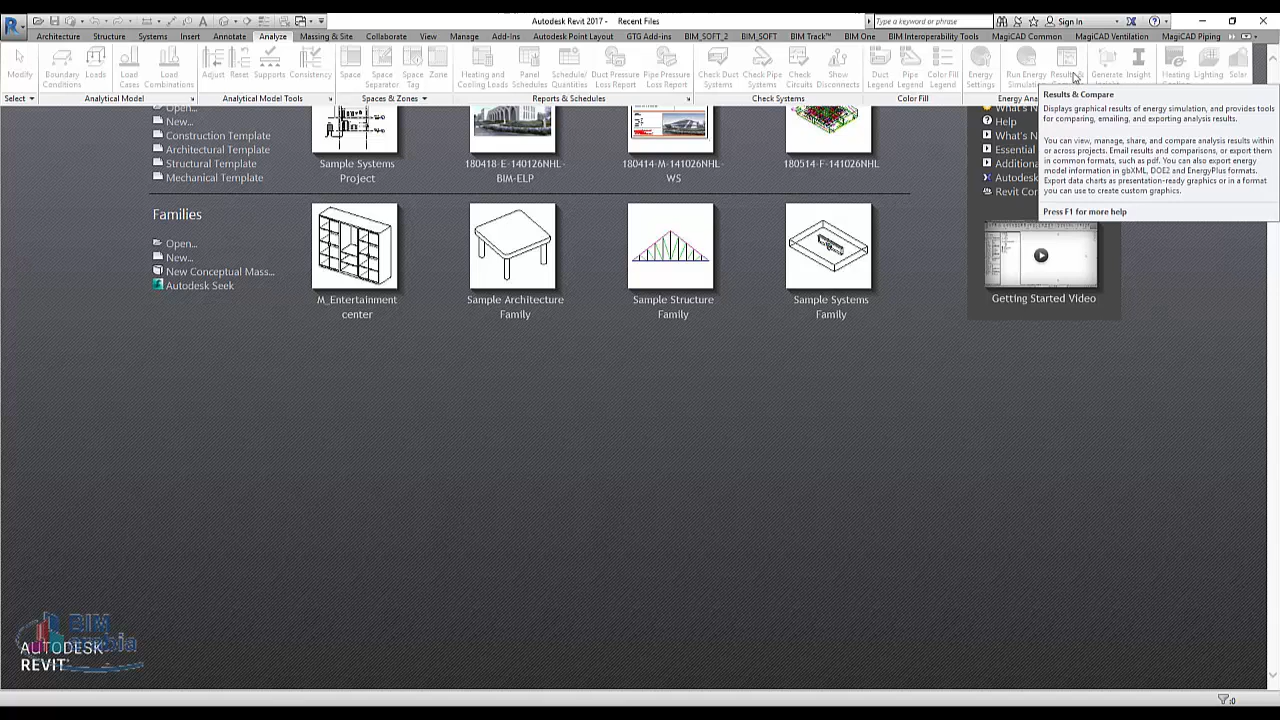 Autodesk Revit 2017 - Recent Files
Type a keyword or phrase
Sign In
Architecture Structure Systems Insert Annotate Analyze Massing & Site Collaborate View Manage Add-Ins Autodesk Point Layout GTG Add-ins BIM_SOFT_2 BIM_SOFT BIM Track™ BIM One BIM Interoperability Tools MagiCAD Common MagiCAD Ventilation MagiCAD Piping
Modify
Boundary Conditions
Loads
Load Cases
Load Combinations
Adjust
Reset
Supports
Consistency
Space
Space Separator
Space Tag
Zone
Heating and Cooling Loads
Panel Schedules
Schedule/ Quantities
Duct Pressure Loss Report
Pipe Pressure Loss Report
Check Duct Systems
Check Pipe Systems
Check Circuits
Show Disconnects
Duct Legend
Pipe Legend
Color Fill Legend
Energy Settings
Run Energy
Generate
Insight
Heating
Lighting
Solar
Select
Analytical Model
Analytical Model Tools
Spaces & Zones
Reports & Schedules
Check Systems
Color Fill
Energy Ana
Results & Compare
Displays graphical results of energy simulation, and provides tools
for comparing, emailing, and exporting analysis results.
You can view, manage, share, and compare analysis results within
or across projects. Email results and comparisons, or export them
in common formats, such as pdf. You can also export energy
model information in gbXML, DOE2 and EnergyPlus formats.
Export data charts as presentation-ready graphics or in a format
you can use to create custom graphics.
Press F1 for more help
Open...
New...
Construction Template
Architectural Template
Structural Template
Mechanical Template
Sample Systems
Project
180418-E-140126NHL-
BIM-ELP
180414-M-141026NHL-
WS
180514-F-141026NHL
What's N
Help
What's N
Essential
Additiona
Autodesk
Revit Con
Families
Open...
New...
New Conceptual Mass...
Autodesk Seek
M_Entertainment
center
Sample Architecture
Family
Sample Structure
Family
Sample Systems
Family
Getting Started Video
BIM
AUTODESK
REVIT
:0